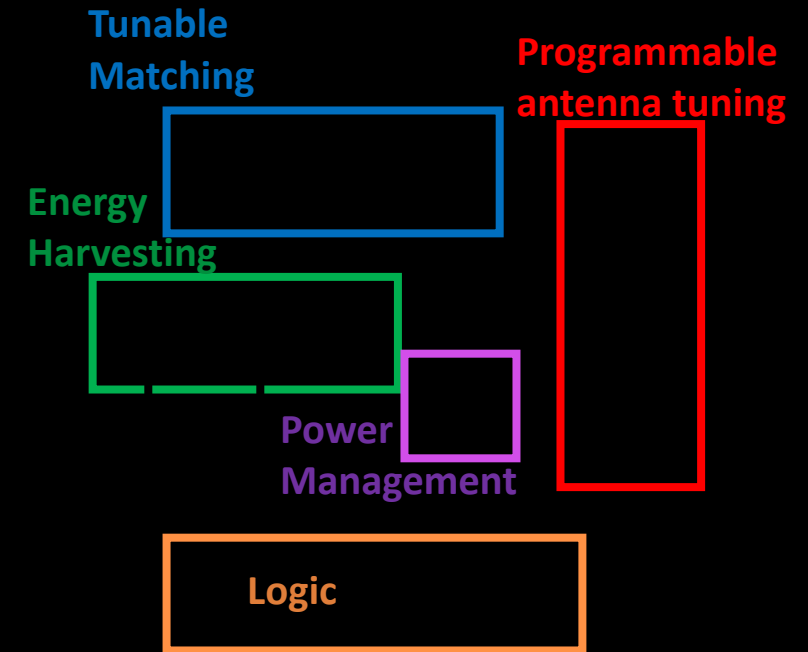 Tunable
Matching
Programmable
antenna tuning
Energy
Harvesting
Power
Management
Logic